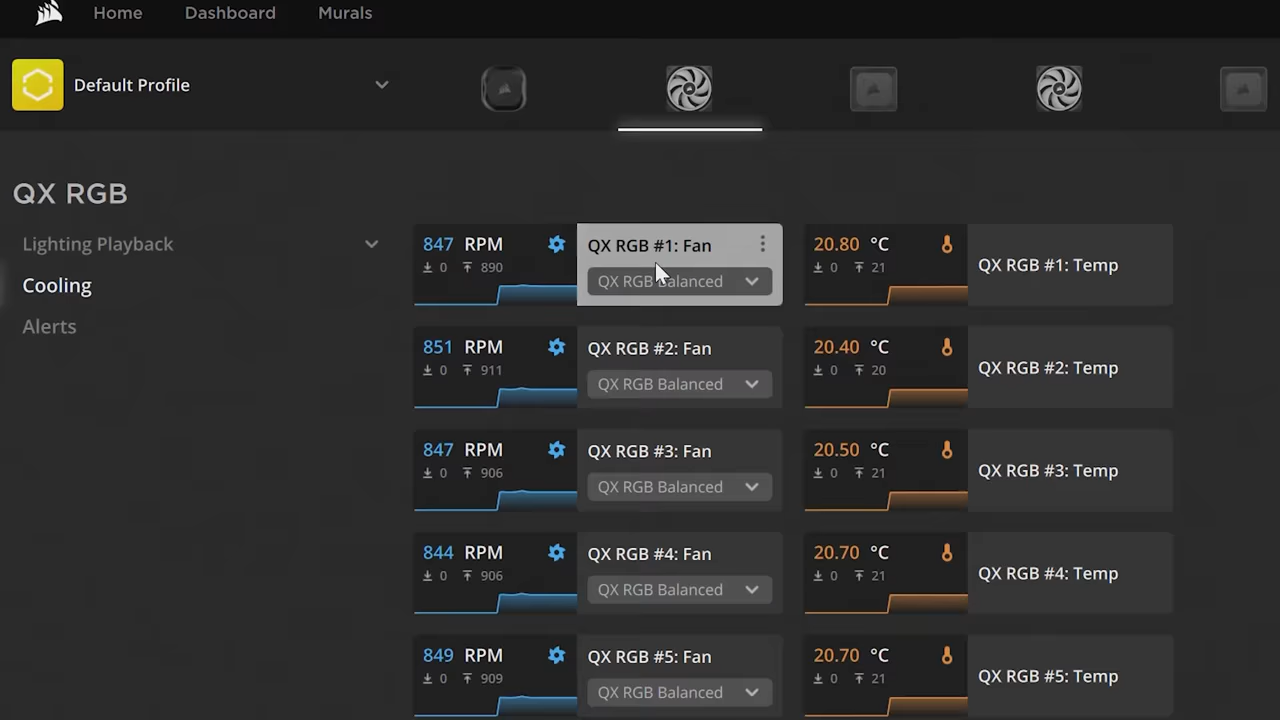 Home Dashboard Murals
Default Profile
QX RGB
Lighting Playback
Cooling
Alerts
847 RPM
0 890
QX RGB #1: Fan
QX RGB Balanced
20.80 °C
0 21
QX RGB #1: Temp
851 RPM
0 911
QX RGB #2: Fan
QX RGB Balanced
20.40 °C
0 20
QX RGB #2: Temp
847 RPM
0 906
QX RGB #3: Fan
QX RGB Balanced
20.50 °C
0 21
QX RGB #3: Temp
844 RPM
0 906
QX RGB #4: Fan
QX RGB Balanced
20.70 °C
0 21
QX RGB #4: Temp
849 RPM
0 909
QX RGB #5: Fan
QX RGB Balanced
20.70 °C
0 21
QX RGB #5: Temp